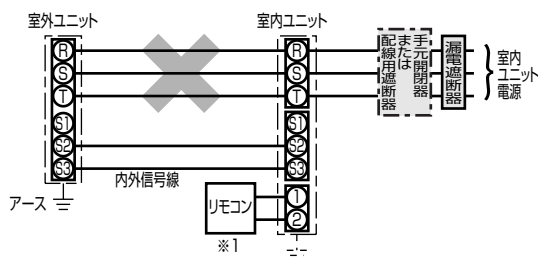 室外ユニット
室内ユニット
R
S
T
S1
S2
S3
R
S
T
S1
S2
S3
1
2
手元開閉器
または
配線用遮断器
漏電遮断器
室内
ユニット
電源
内外信号線
アース
リモコン
※1